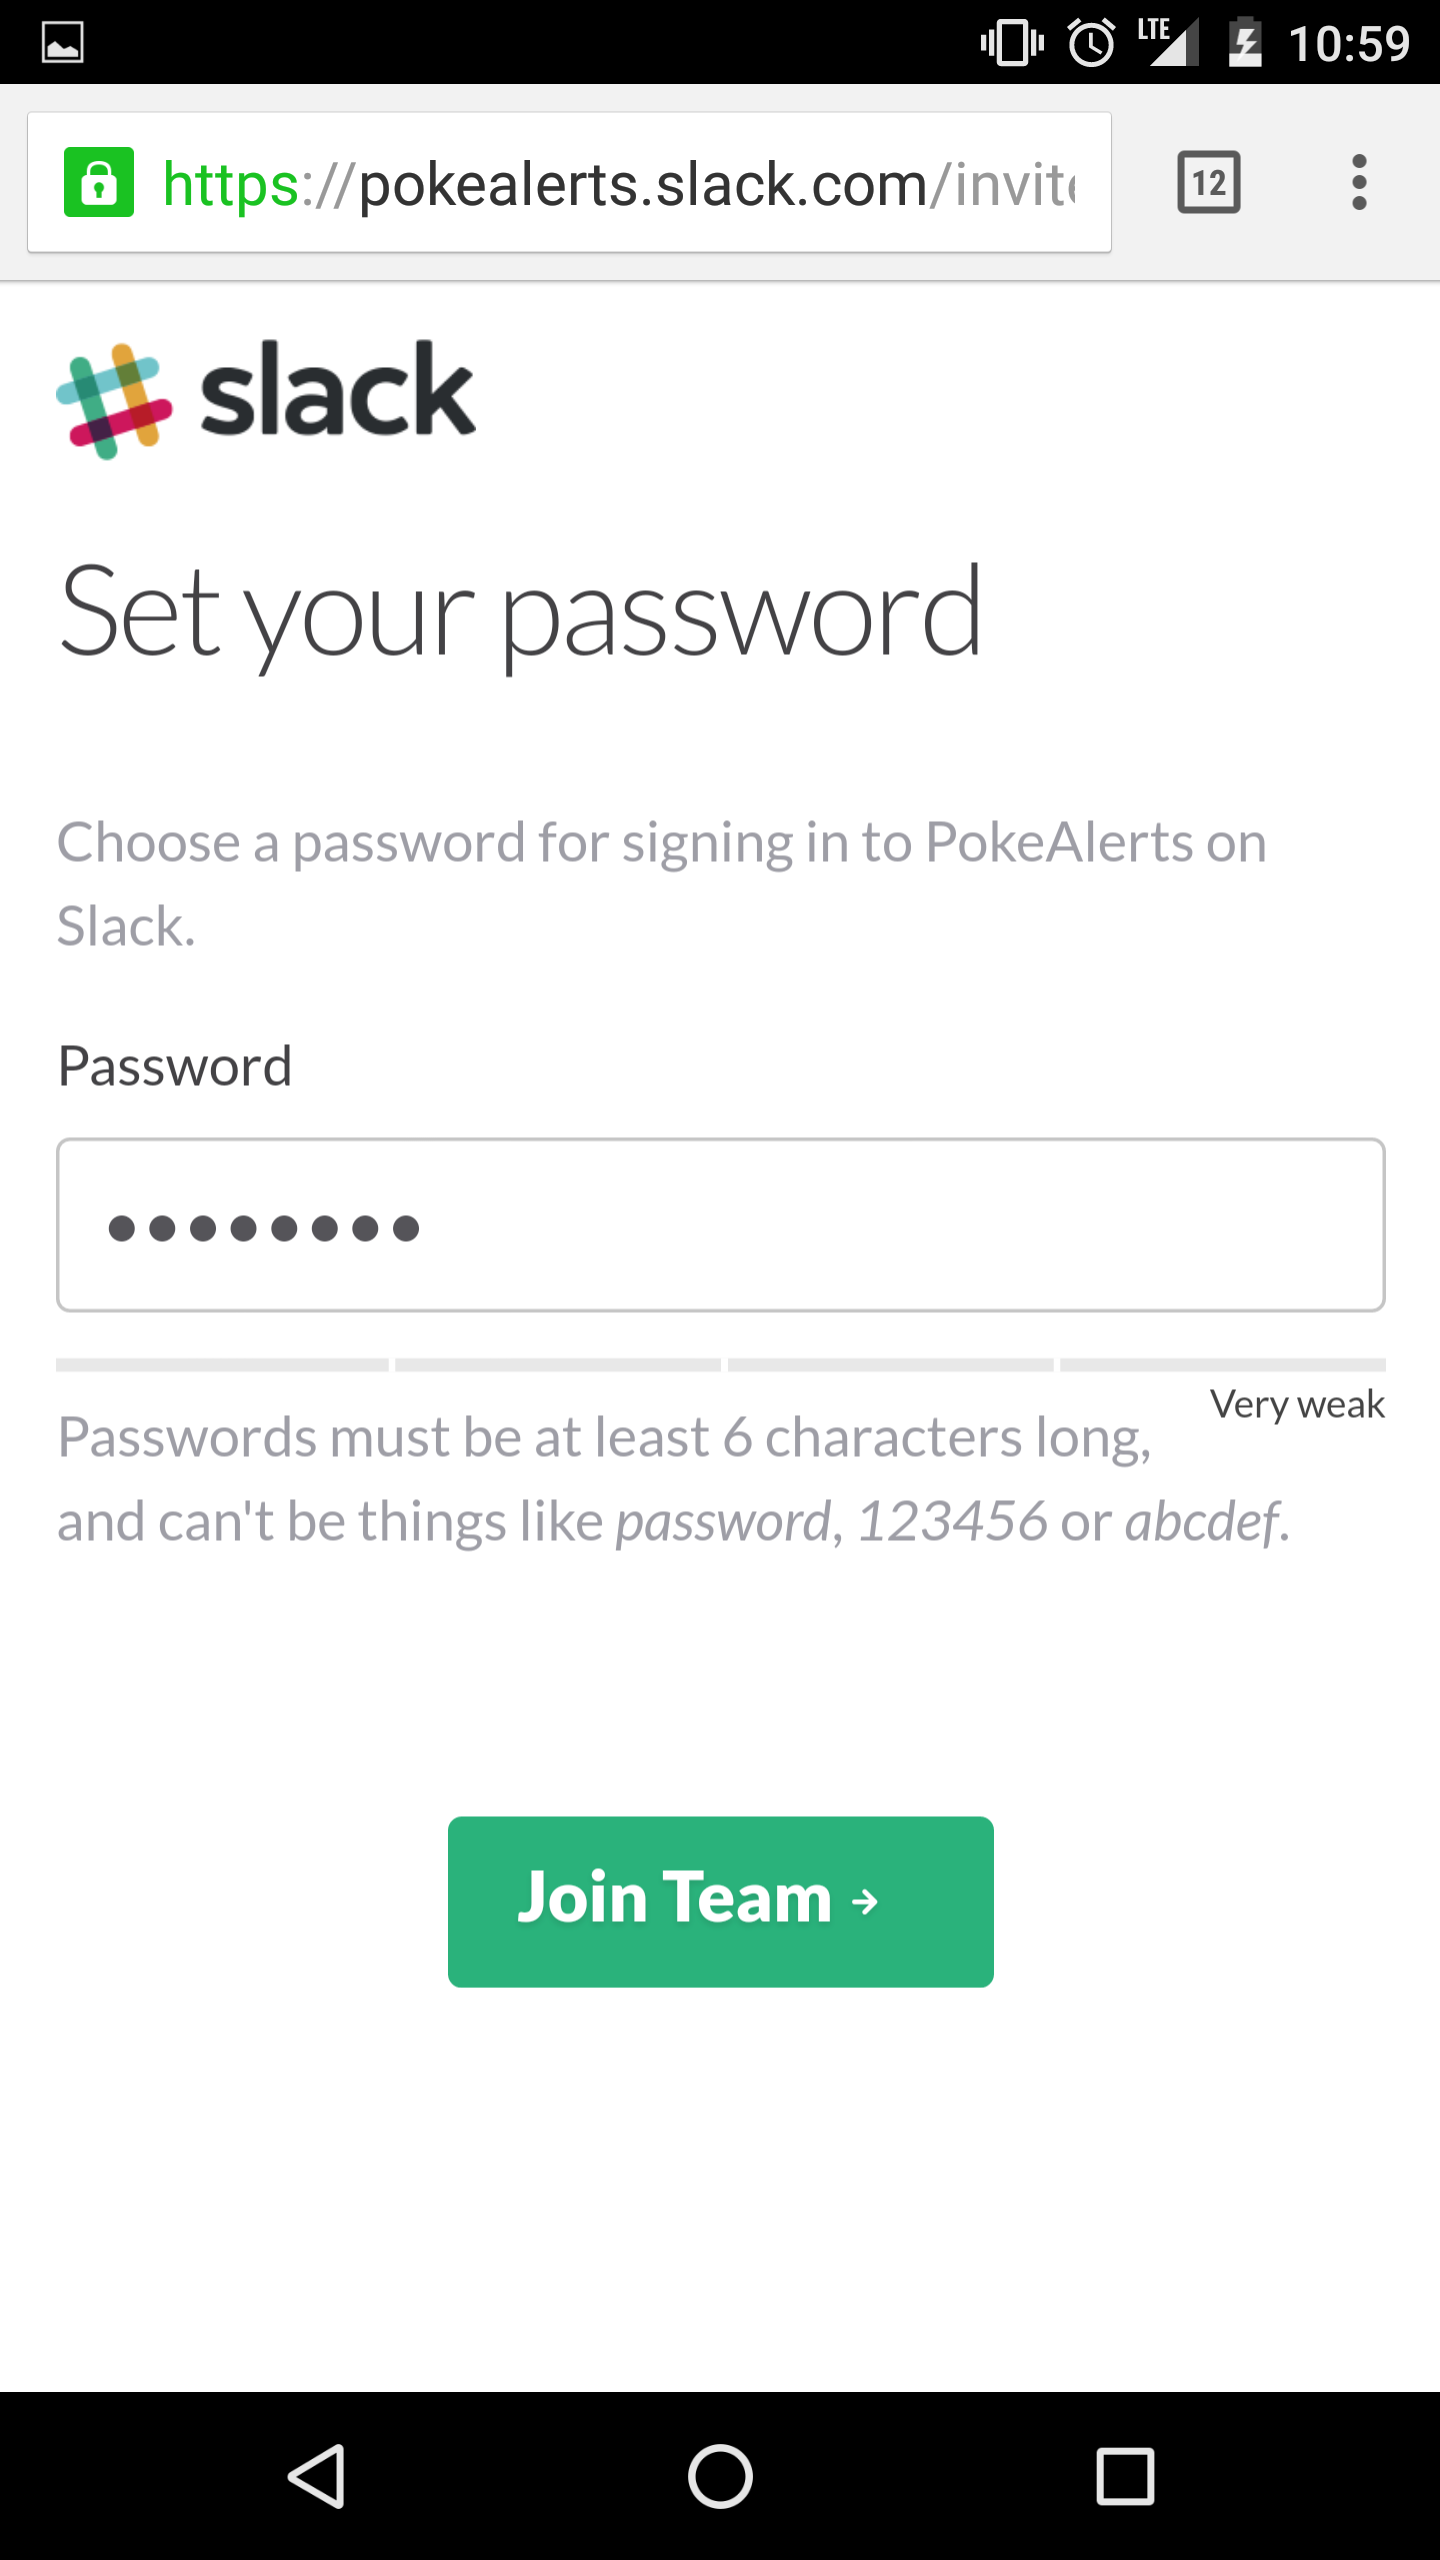 LTE 10:59
https://pokealerts.slack.com/invite
12
slack
Set your password
Choose a password for signing in to PokeAlerts on
Slack.
Password
••••••••
Very weak
Passwords must be at least 6 characters long,
and can't be things like password, 123456 or abcdef.
Join Team →